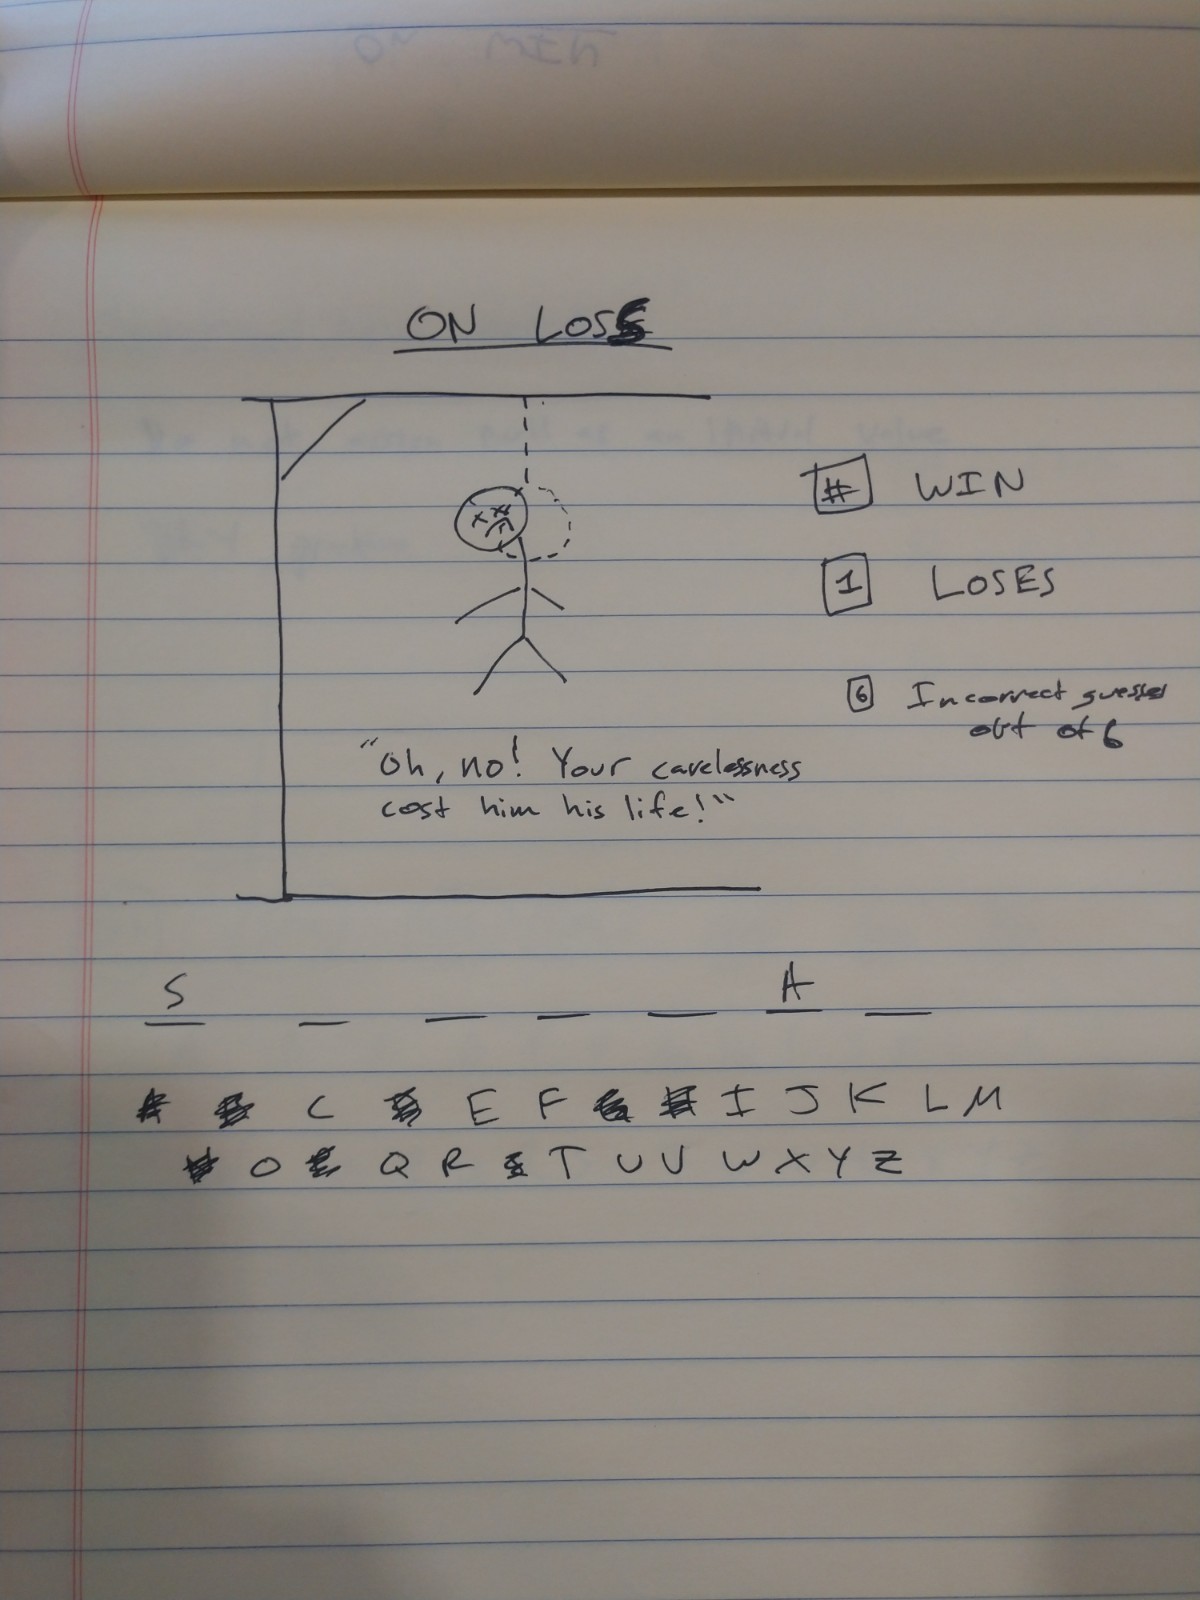 ON LOSS
# WIN
1 LOSES
6 Incorrect guesses
out of 6
"Oh, no! Your carelessness
cost him his life!"
S A
C E F I J K L M
O Q R T U V W X Y Z